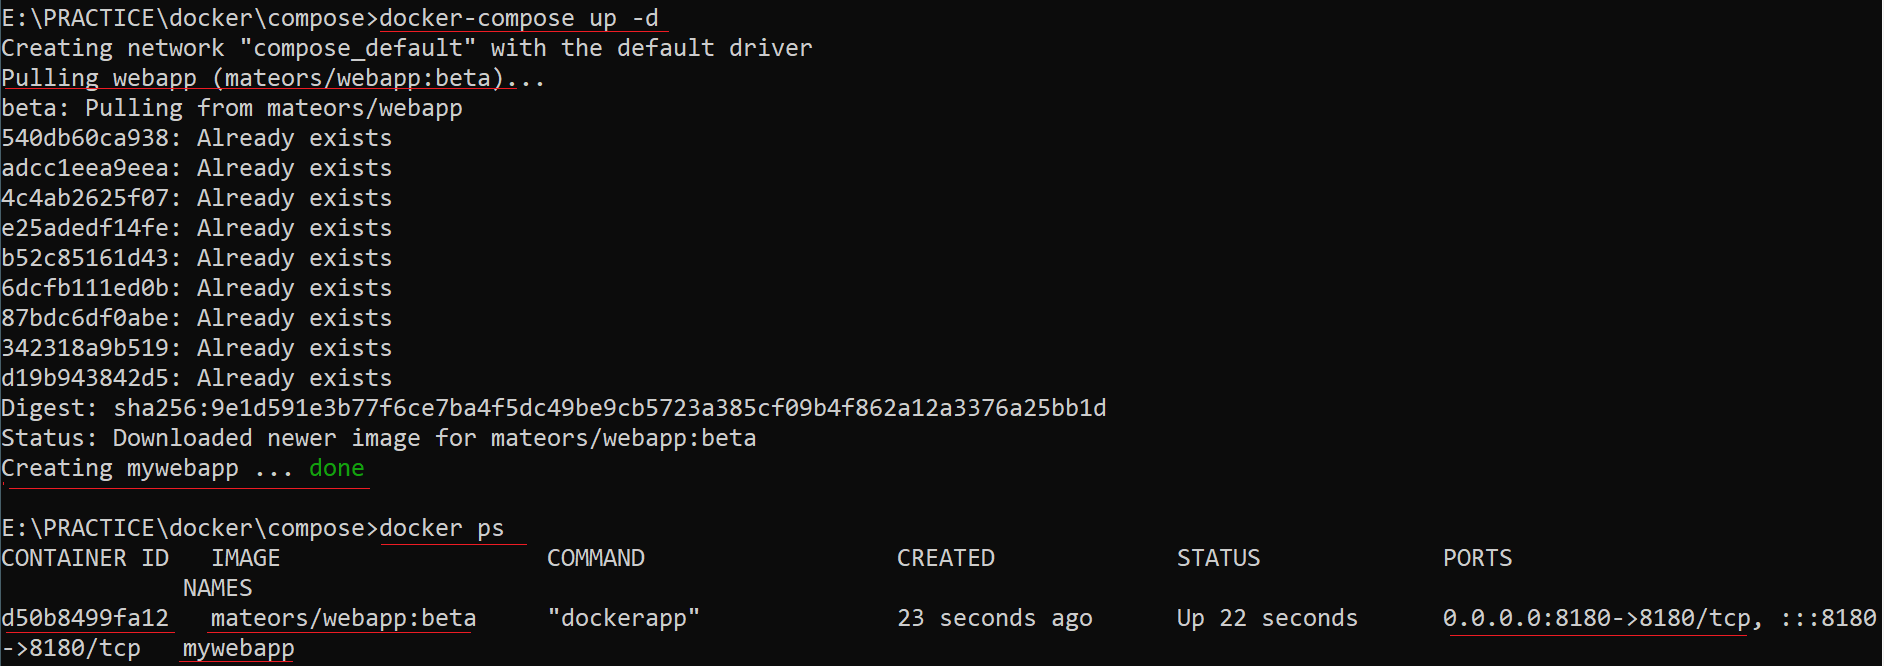 E:\PRACTICE\docker\compose>docker-compose up -d
Creating network "compose_default" with the default driver
Pulling webapp (mateors/webapp:beta)...
beta: Pulling from mateors/webapp
540db60ca938: Already exists
adcc1eea9eea: Already exists
4c4ab2625f07: Already exists
e25adedf14fe: Already exists
b52c85161d43: Already exists
6dcfb111ed0b: Already exists
87bdc6df0abe: Already exists
342318a9b519: Already exists
d19b943842d5: Already exists
Digest: sha256:9e1d591e3b77f6ce7ba4f5dc49be9cb5723a385cf09b4f862a12a3376a25bb1d
Status: Downloaded newer image for mateors/webapp:beta
Creating mywebapp ... done
E:\PRACTICE\docker\compose>docker ps
CONTAINER ID   IMAGE                   COMMAND                  CREATED             STATUS             PORTS
             NAMES
d50b8499fa12   mateors/webapp:beta     "dockerapp"              23 seconds ago      Up 22 seconds      0.0.0.0:8180->8180/tcp, :::8180
->8180/tcp   mywebapp